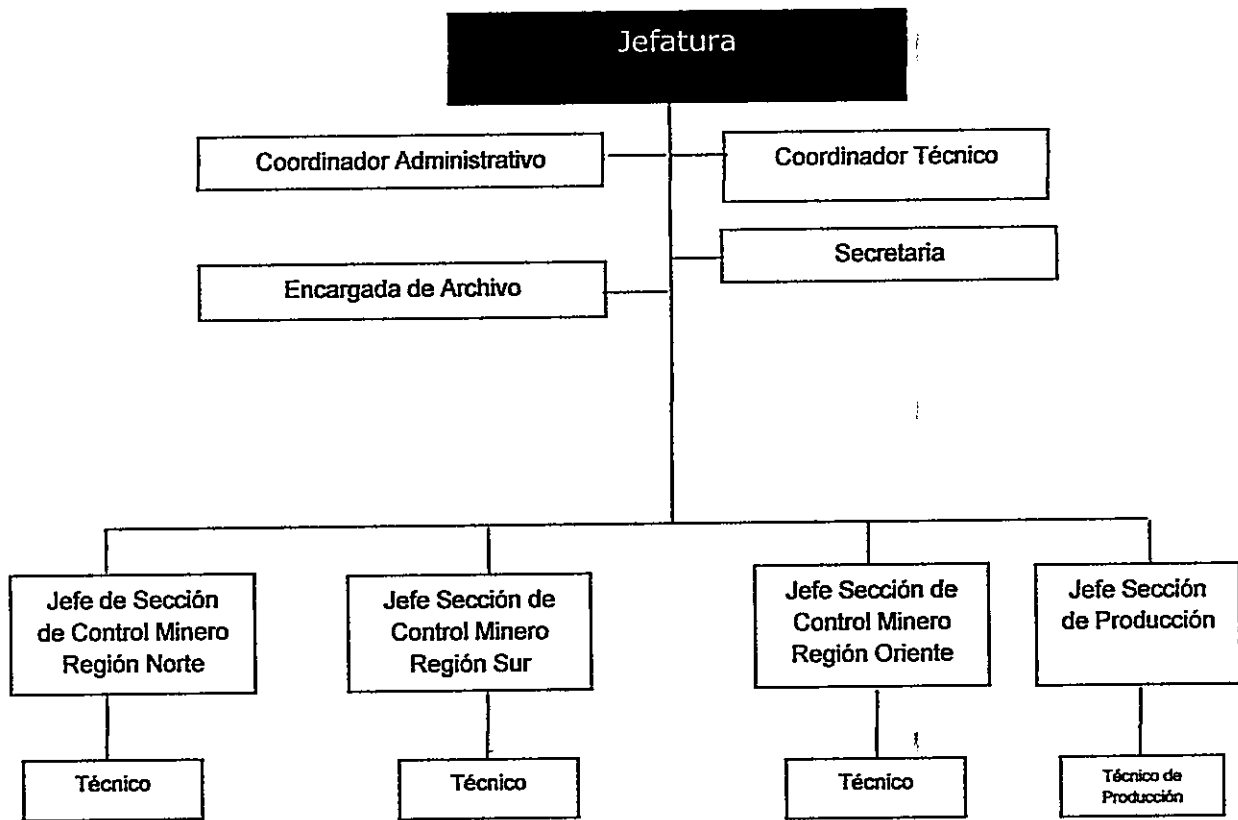 Jefatura
Coordinador Administrativo
Coordinador Técnico
Secretaria
Encargada de Archivo
Jefe de Sección
de Control Minero
Región Norte
Jefe Sección de
Control Minero
Región Sur
Jefe Sección de
Control Minero
Región Oriente
Jefe Sección
de Producción
Técnico
Técnico
Técnico
Técnico de
Producción